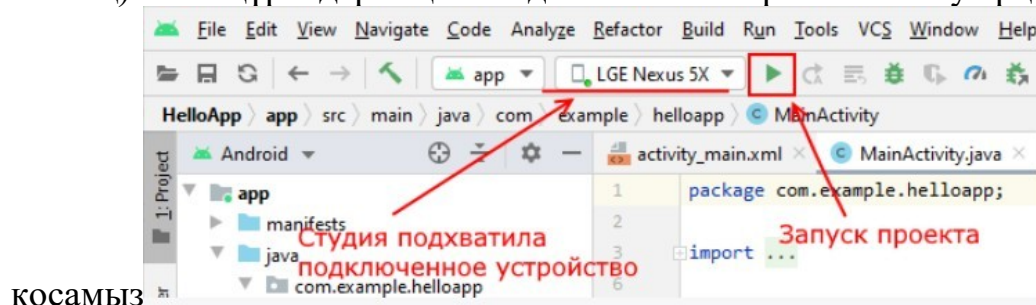 File Edit View Navigate Code Analyze Refactor Build Run Tools VCS Window Help
app LGE Nexus 5X
HelloApp app src main java com example helloapp MainActivity
1: Project
Android
activity_main.xml
MainActivity.java
app
manifests
java
com.example.helloapp
1 package com.example.helloapp;
2
3 import ...
6
Студия подхватила
подключенное устройство
Запуск проекта
қосамыз